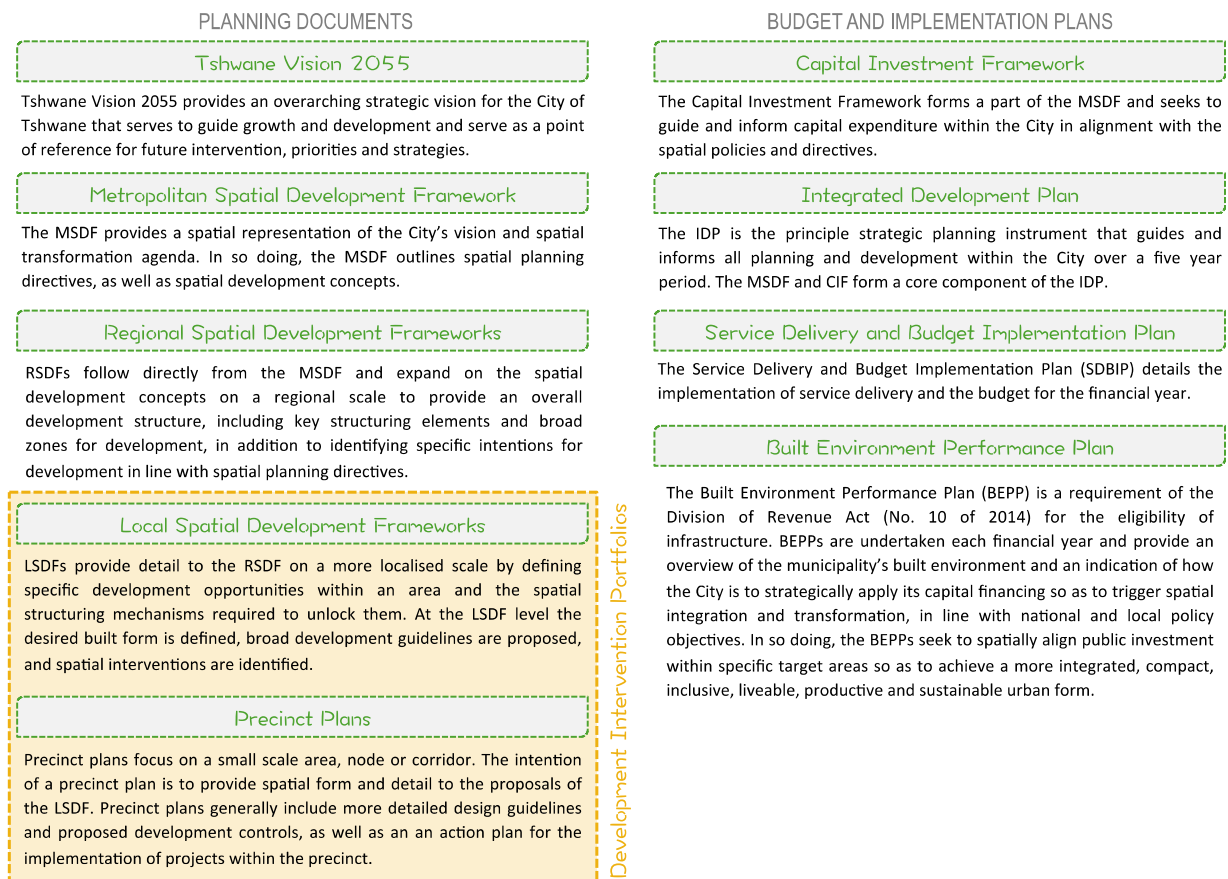 PLANNING DOCUMENTS
Tshwane Vision 2055
Tshwane Vision 2055 provides an overarching strategic vision for the City of
Tshwane that serves to guide growth and development and serve as a point
of reference for future intervention, priorities and strategies.
Metropolitan Spatial Development Framework
The MSDF provides a spatial representation of the City's vision and spatial
transformation agenda. In so doing, the MSDF outlines spatial planning
directives, as well as spatial development concepts.
Regional Spatial Development Frameworks
RSDFs follow directly from the MSDF and expand on the spatial
development concepts on a regional scale to provide an overall
development structure, including key structuring elements and broad
zones for development, in addition to identifying specific intentions for
development in line with spatial planning directives.
Local Spatial Development Frameworks
LSDFs provide detail to the RSDF on a more localised scale by defining
specific development opportunities within an area and the spatial
structuring mechanisms required to unlock them. At the LSDF level the
desired built form is defined, broad development guidelines are proposed,
and spatial interventions are identified.
Precinct Plans
Precinct plans focus on a small scale area, node or corridor. The intention
of a precinct plan is to provide spatial form and detail to the proposals of
the LSDF. Precinct plans generally include more detailed design guidelines
and proposed development controls, as well as an an action plan for the
implementation of projects within the precinct.
Development Intervention Portfolios
BUDGET AND IMPLEMENTATION PLANS
Capital Investment Framework
The Capital Investment Framework forms a part of the MSDF and seeks to
guide and inform capital expenditure within the City in alignment with the
spatial policies and directives.
Integrated Development Plan
The IDP is the principle strategic planning instrument that guides and
informs all planning and development within the City over a five year
period. The MSDF and CIF form a core component of the IDP.
Service Delivery and Budget Implementation Plan
The Service Delivery and Budget Implementation Plan (SDBIP) details the
implementation of service delivery and the budget for the financial year.
Built Environment Performance Plan
The Built Environment Performance Plan (BEPP) is a requirement of the
Division of Revenue Act (No. 10 of 2014) for the eligibility of
infrastructure. BEPPs are undertaken each financial year and provide an
overview of the municipality's built environment and an indication of how
the City is to strategically apply its capital financing so as to trigger spatial
integration and transformation, in line with national and local policy
objectives. In so doing, the BEPPs seek to spatially align public investment
within specific target areas so as to achieve a more integrated, compact,
inclusive, liveable, productive and sustainable urban form.